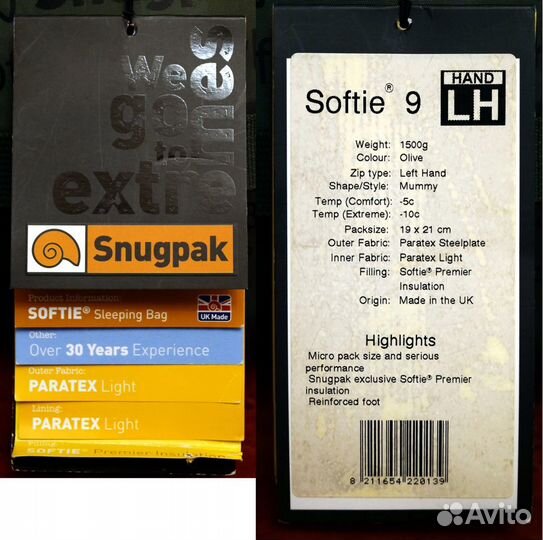 We
go
to
extremes
Snugpak
Product Information:
SOFTIE® Sleeping Bag
UK Made
Other:
Over 30 Years Experience
Outer Fabric:
PARATEX Light
Lining:
PARATEX Light
Filling:
SOFTIE® Premier Insulation
Softie® 9
HAND
LH
Weight: 1500g
Colour: Olive
Zip type: Left Hand
Shape/Style: Mummy
Temp (Comfort): -5c
Temp (Extreme): -10c
Packsize: 19 x 21 cm
Outer Fabric: Paratex Steelplate
Inner Fabric: Paratex Light
Filling: Softie® Premier
Insulation
Origin: Made in the UK
Highlights
Micro pack size and serious
performance
Snugpak exclusive Softie® Premier
insulation
Reinforced foot
8 211654 220139
Avito